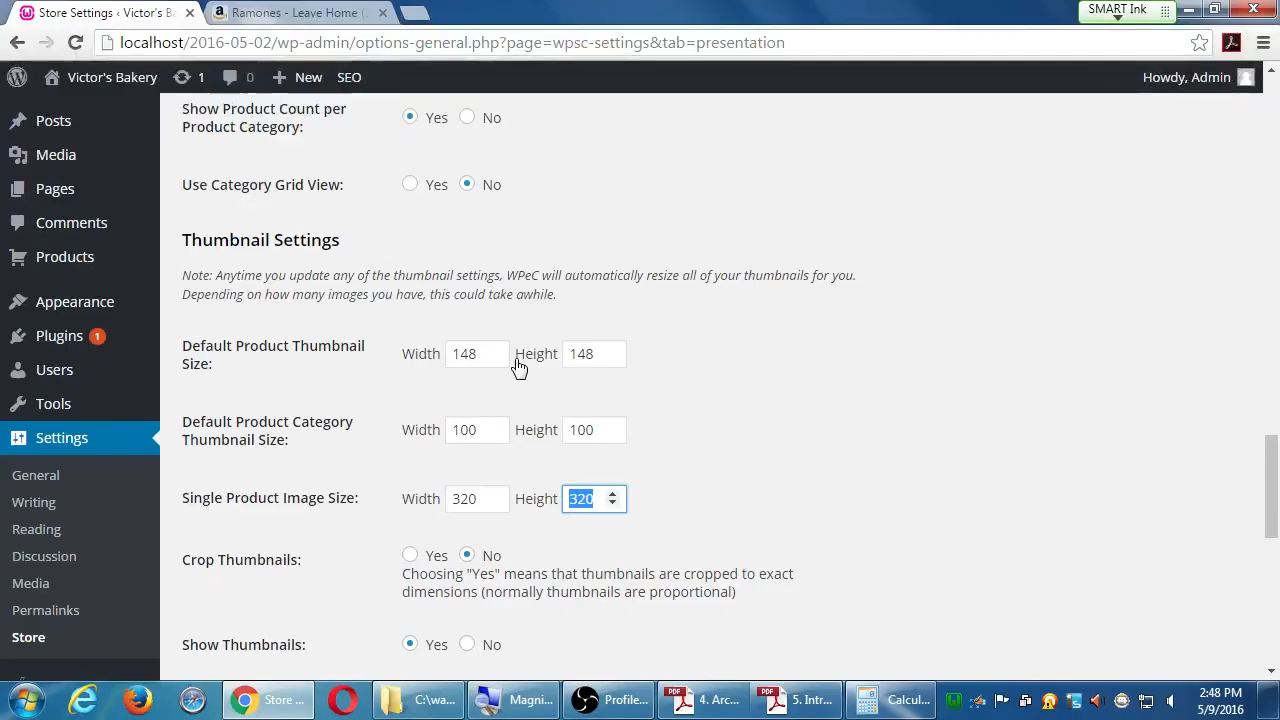 Store Settings ‹ Victor's Ba
Ramones - Leave Home (
SMART Ink
localhost/2016-05-02/wp-admin/options-general.php?page=wpsc-settings&tab=presentation
Victor's Bakery
1
0
New
SEO
Howdy, Admin
Posts
Media
Pages
Comments
Products
Appearance
Plugins 1
Users
Tools
Settings
General
Writing
Reading
Discussion
Media
Permalinks
Store
Show Product Count per
Product Category:
Yes No
Use Category Grid View:
Yes No
Thumbnail Settings
Note: Anytime you update any of the thumbnail settings, WPeC will automatically resize all of your thumbnails for you.
Depending on how many images you have, this could take awhile.
Default Product Thumbnail
Size:
Width 148 Height 148
Default Product Category
Thumbnail Size:
Width 100 Height 100
Single Product Image Size:
Width 320 Height 320
Crop Thumbnails:
Yes No
Choosing "Yes" means that thumbnails are cropped to exact
dimensions (normally thumbnails are proportional)
Show Thumbnails:
Yes No
Store ...
C:\wa...
Magni...
Profile...
4. Arc...
5. Intr...
Calcul...
2:48 PM
5/9/2016